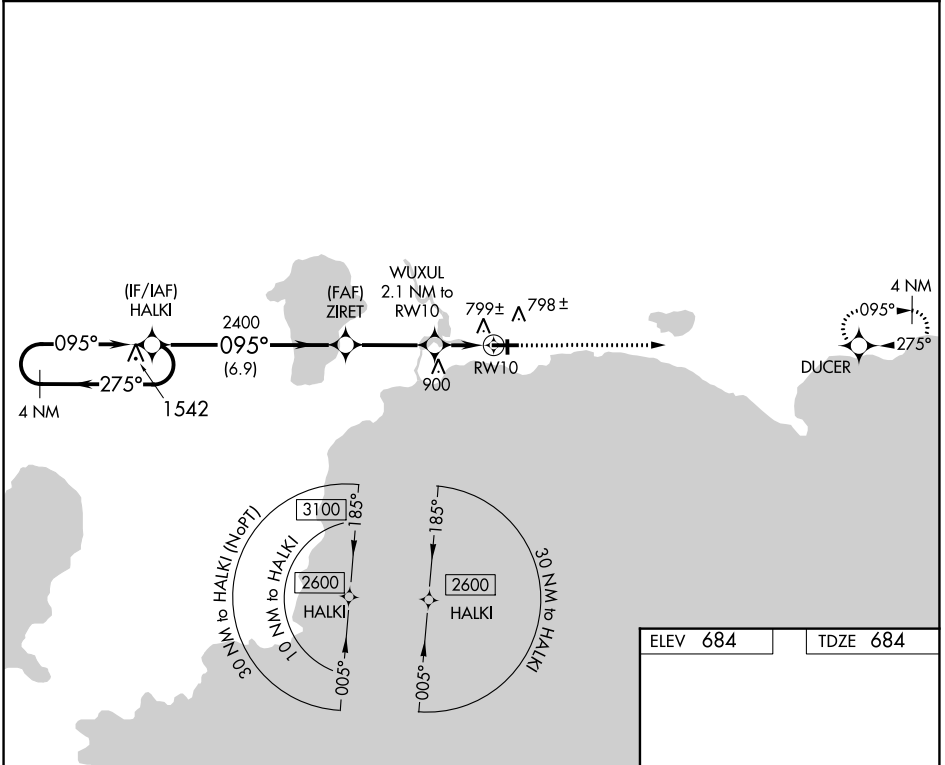 (IF/IAF)
HALKI
2400
095°
(6.9)
095°
275°
4 NM
1542
(FAF)
ZIRET
WUXUL
2.1 NM to
RW10
900
799±
798±
RW10
4 NM
095°
275°
DUCER
30 NM to HALKI (NoPT)
3100
185°
10 NM to HALKI
2600
HALKI
005°
185°
2600
HALKI
005°
30 NM to HALKI
ELEV 684
TDZE 684